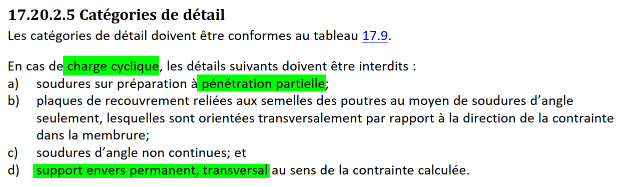 17.20.2.5 Catégories de détail
Les catégories de détail doivent être conformes au tableau 17.9.
En cas de charge cyclique, les détails suivants doivent être interdits :
a) soudures sur préparation à pénétration partielle;
b) plaques de recouvrement reliées aux semelles des poutres au moyen de soudures d’angle
seulement, lesquelles sont orientées transversalement par rapport à la direction de la contrainte
dans la membrure;
c) soudures d’angle non continues; et
d) support envers permanent, transversal au sens de la contrainte calculée.